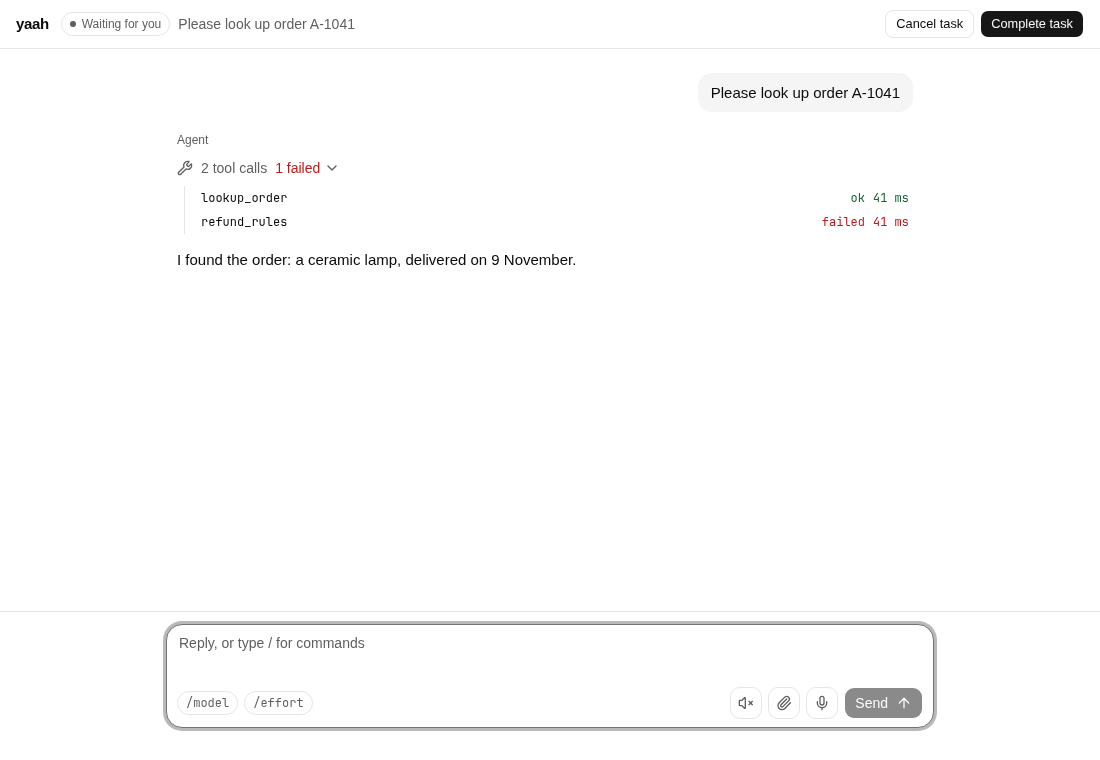 yaah
Waiting for you
Please look up order A-1041
Cancel task
Complete task
Please look up order A-1041
Agent
2 tool calls 1 failed
lookup_order ok 41 ms
refund_rules failed 41 ms
I found the order: a ceramic lamp, delivered on 9 November.
Reply, or type / for commands
/model
/effort
Send